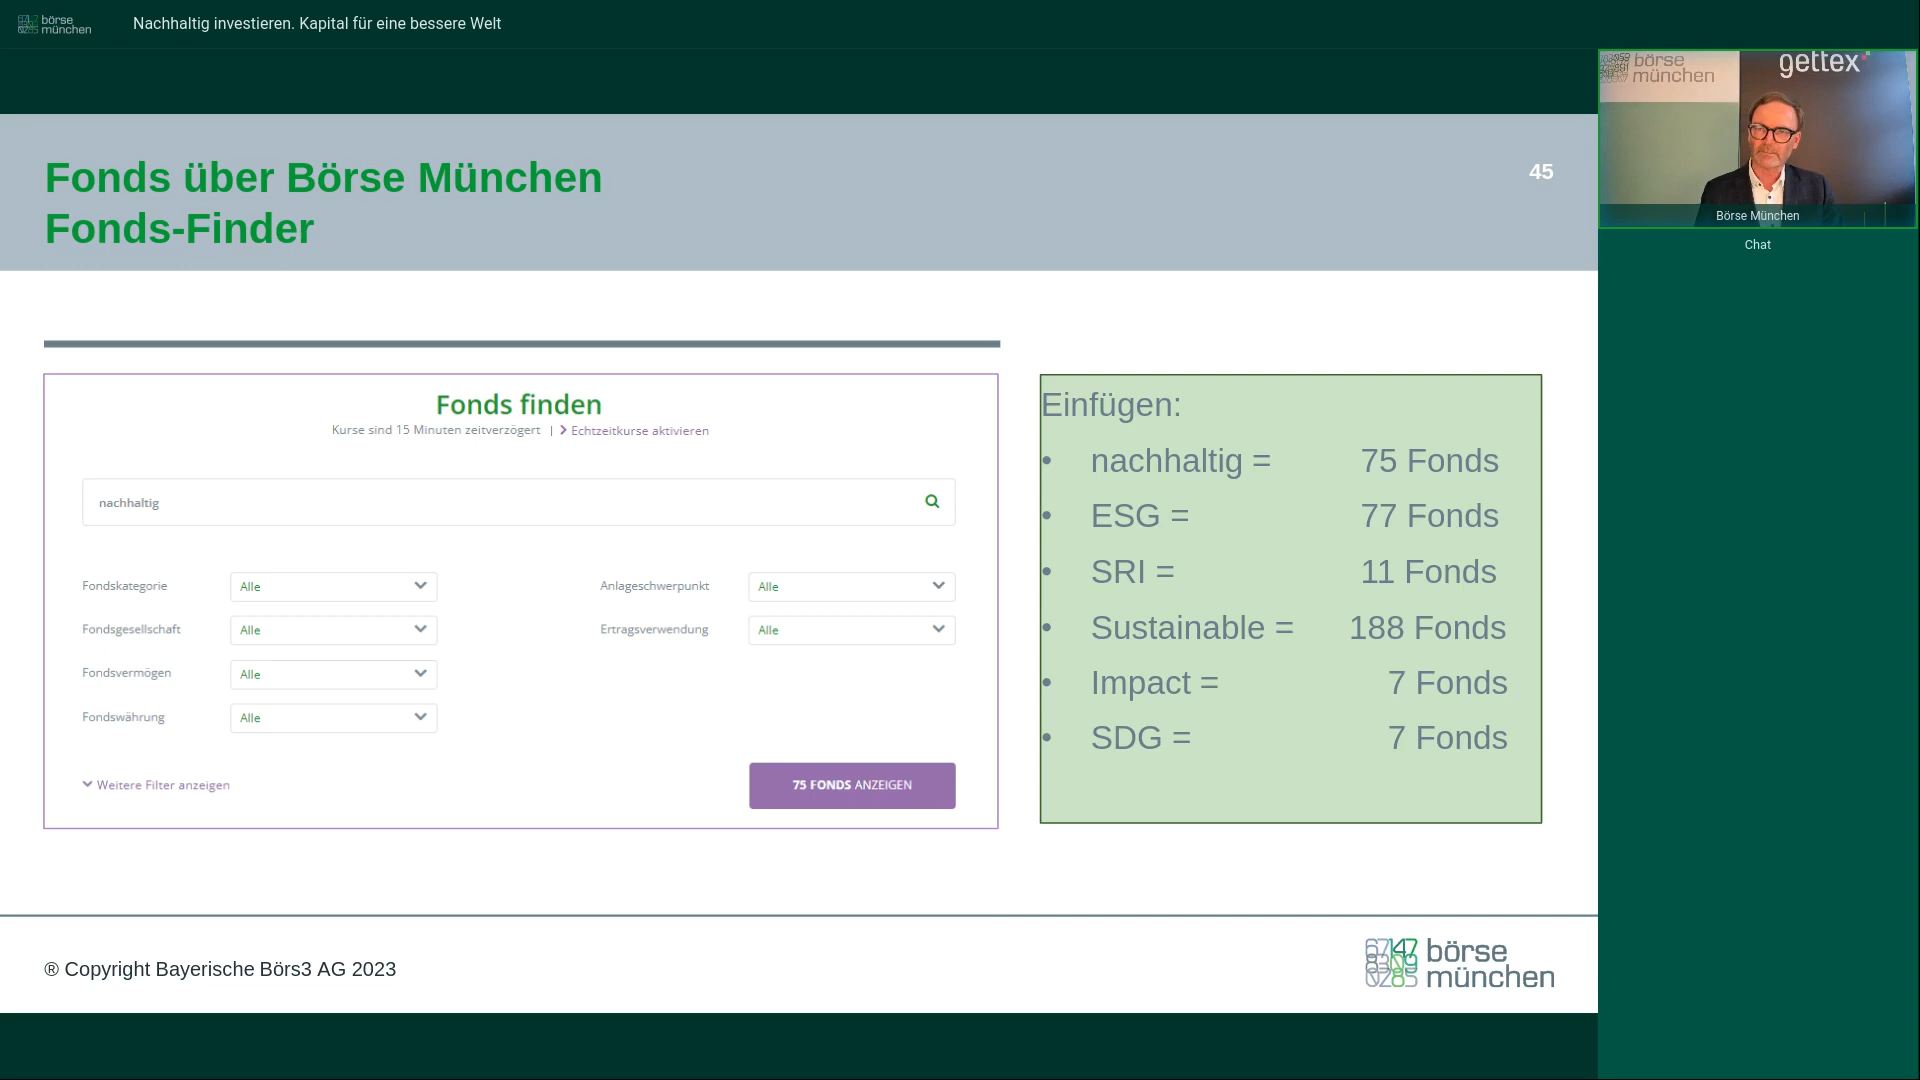 börse
münchen
Nachhaltig investieren. Kapital für eine bessere Welt
Fonds über Börse München
Fonds-Finder
45
Fonds finden
Kurse sind 15 Minuten zeitverzögert | Echtzeitkurse aktivieren
nachhaltig
Fondskategorie Alle Anlageschwerpunkt Alle
Fondsgesellschaft Alle Ertragsverwendung Alle
Fondsvermögen Alle
Fondswährung Alle
Weitere Filter anzeigen 75 FONDS ANZEIGEN
Einfügen:
• nachhaltig = 75 Fonds
• ESG = 77 Fonds
• SRI = 11 Fonds
• Sustainable = 188 Fonds
• Impact = 7 Fonds
• SDG = 7 Fonds
® Copyright Bayerische Börs3 AG 2023
börse
münchen
börse
münchen
gettex
Börse München
Chat